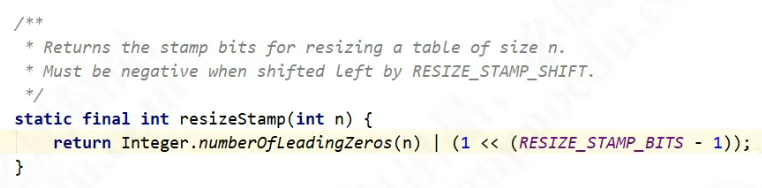 /**
 * Returns the stamp bits for resizing a table of size n.
 * Must be negative when shifted left by RESIZE_STAMP_SHIFT.
 */
static final int resizeStamp(int n) {
    return Integer.numberOfLeadingZeros(n) | (1 << (RESIZE_STAMP_BITS - 1));
}